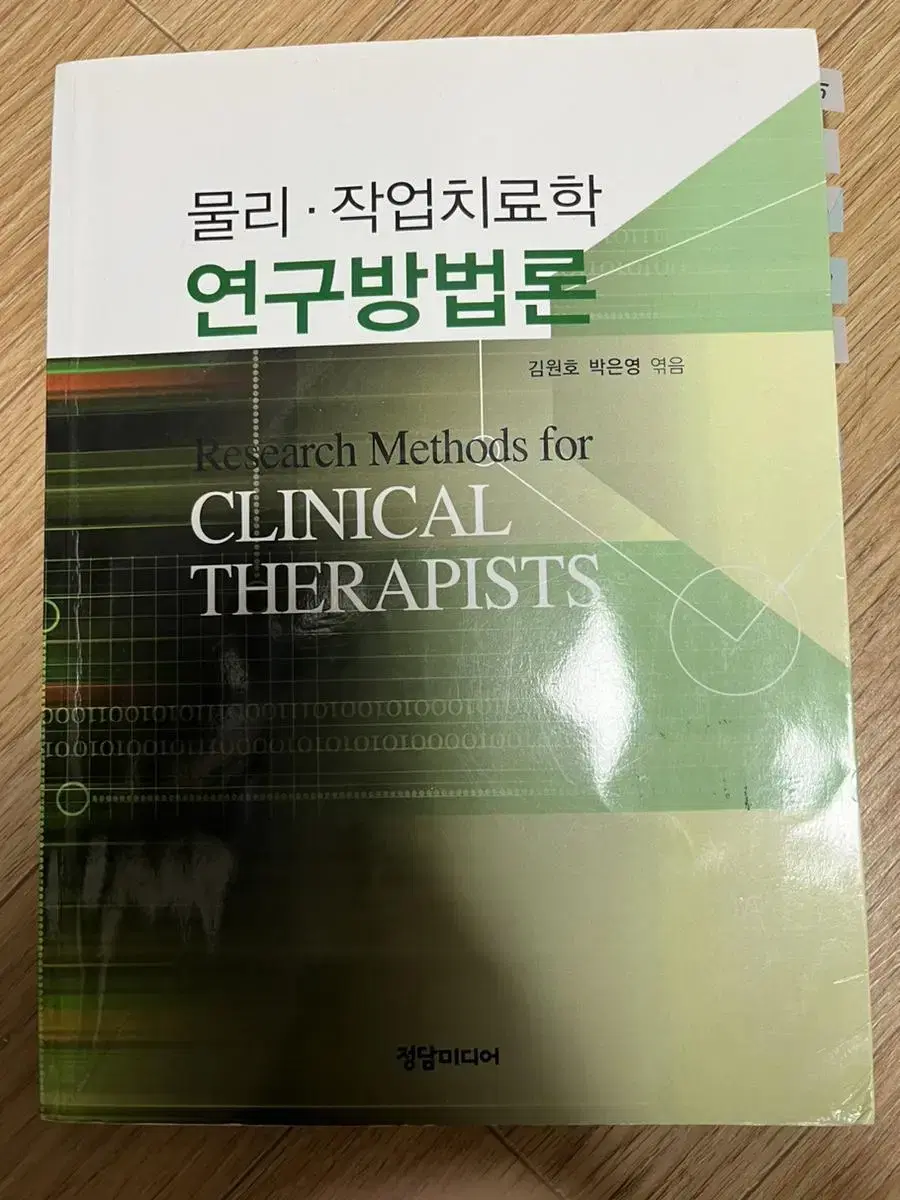 물리 · 작업치료학
연구방법론
김원호 박은영 엮음
Research Methods for
CLINICAL
THERAPISTS
정담미디어